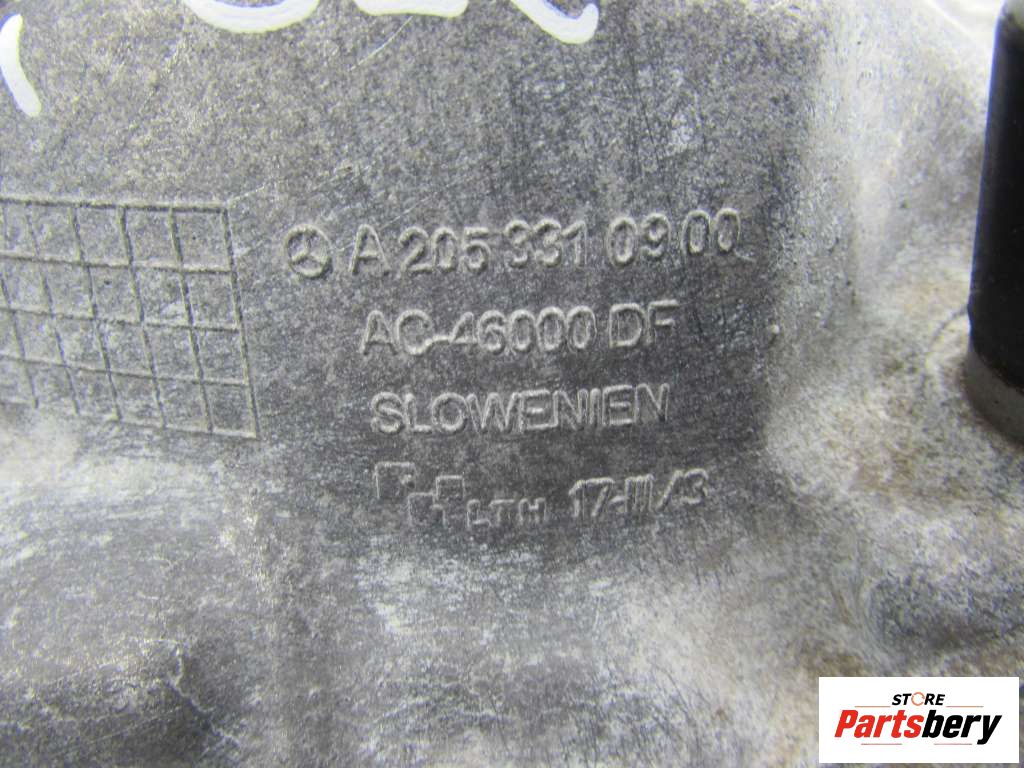 A 205 331 09 00
AC-46000 DF
SLOWENIEN
LTH 17-III/3
STORE
Partsbery